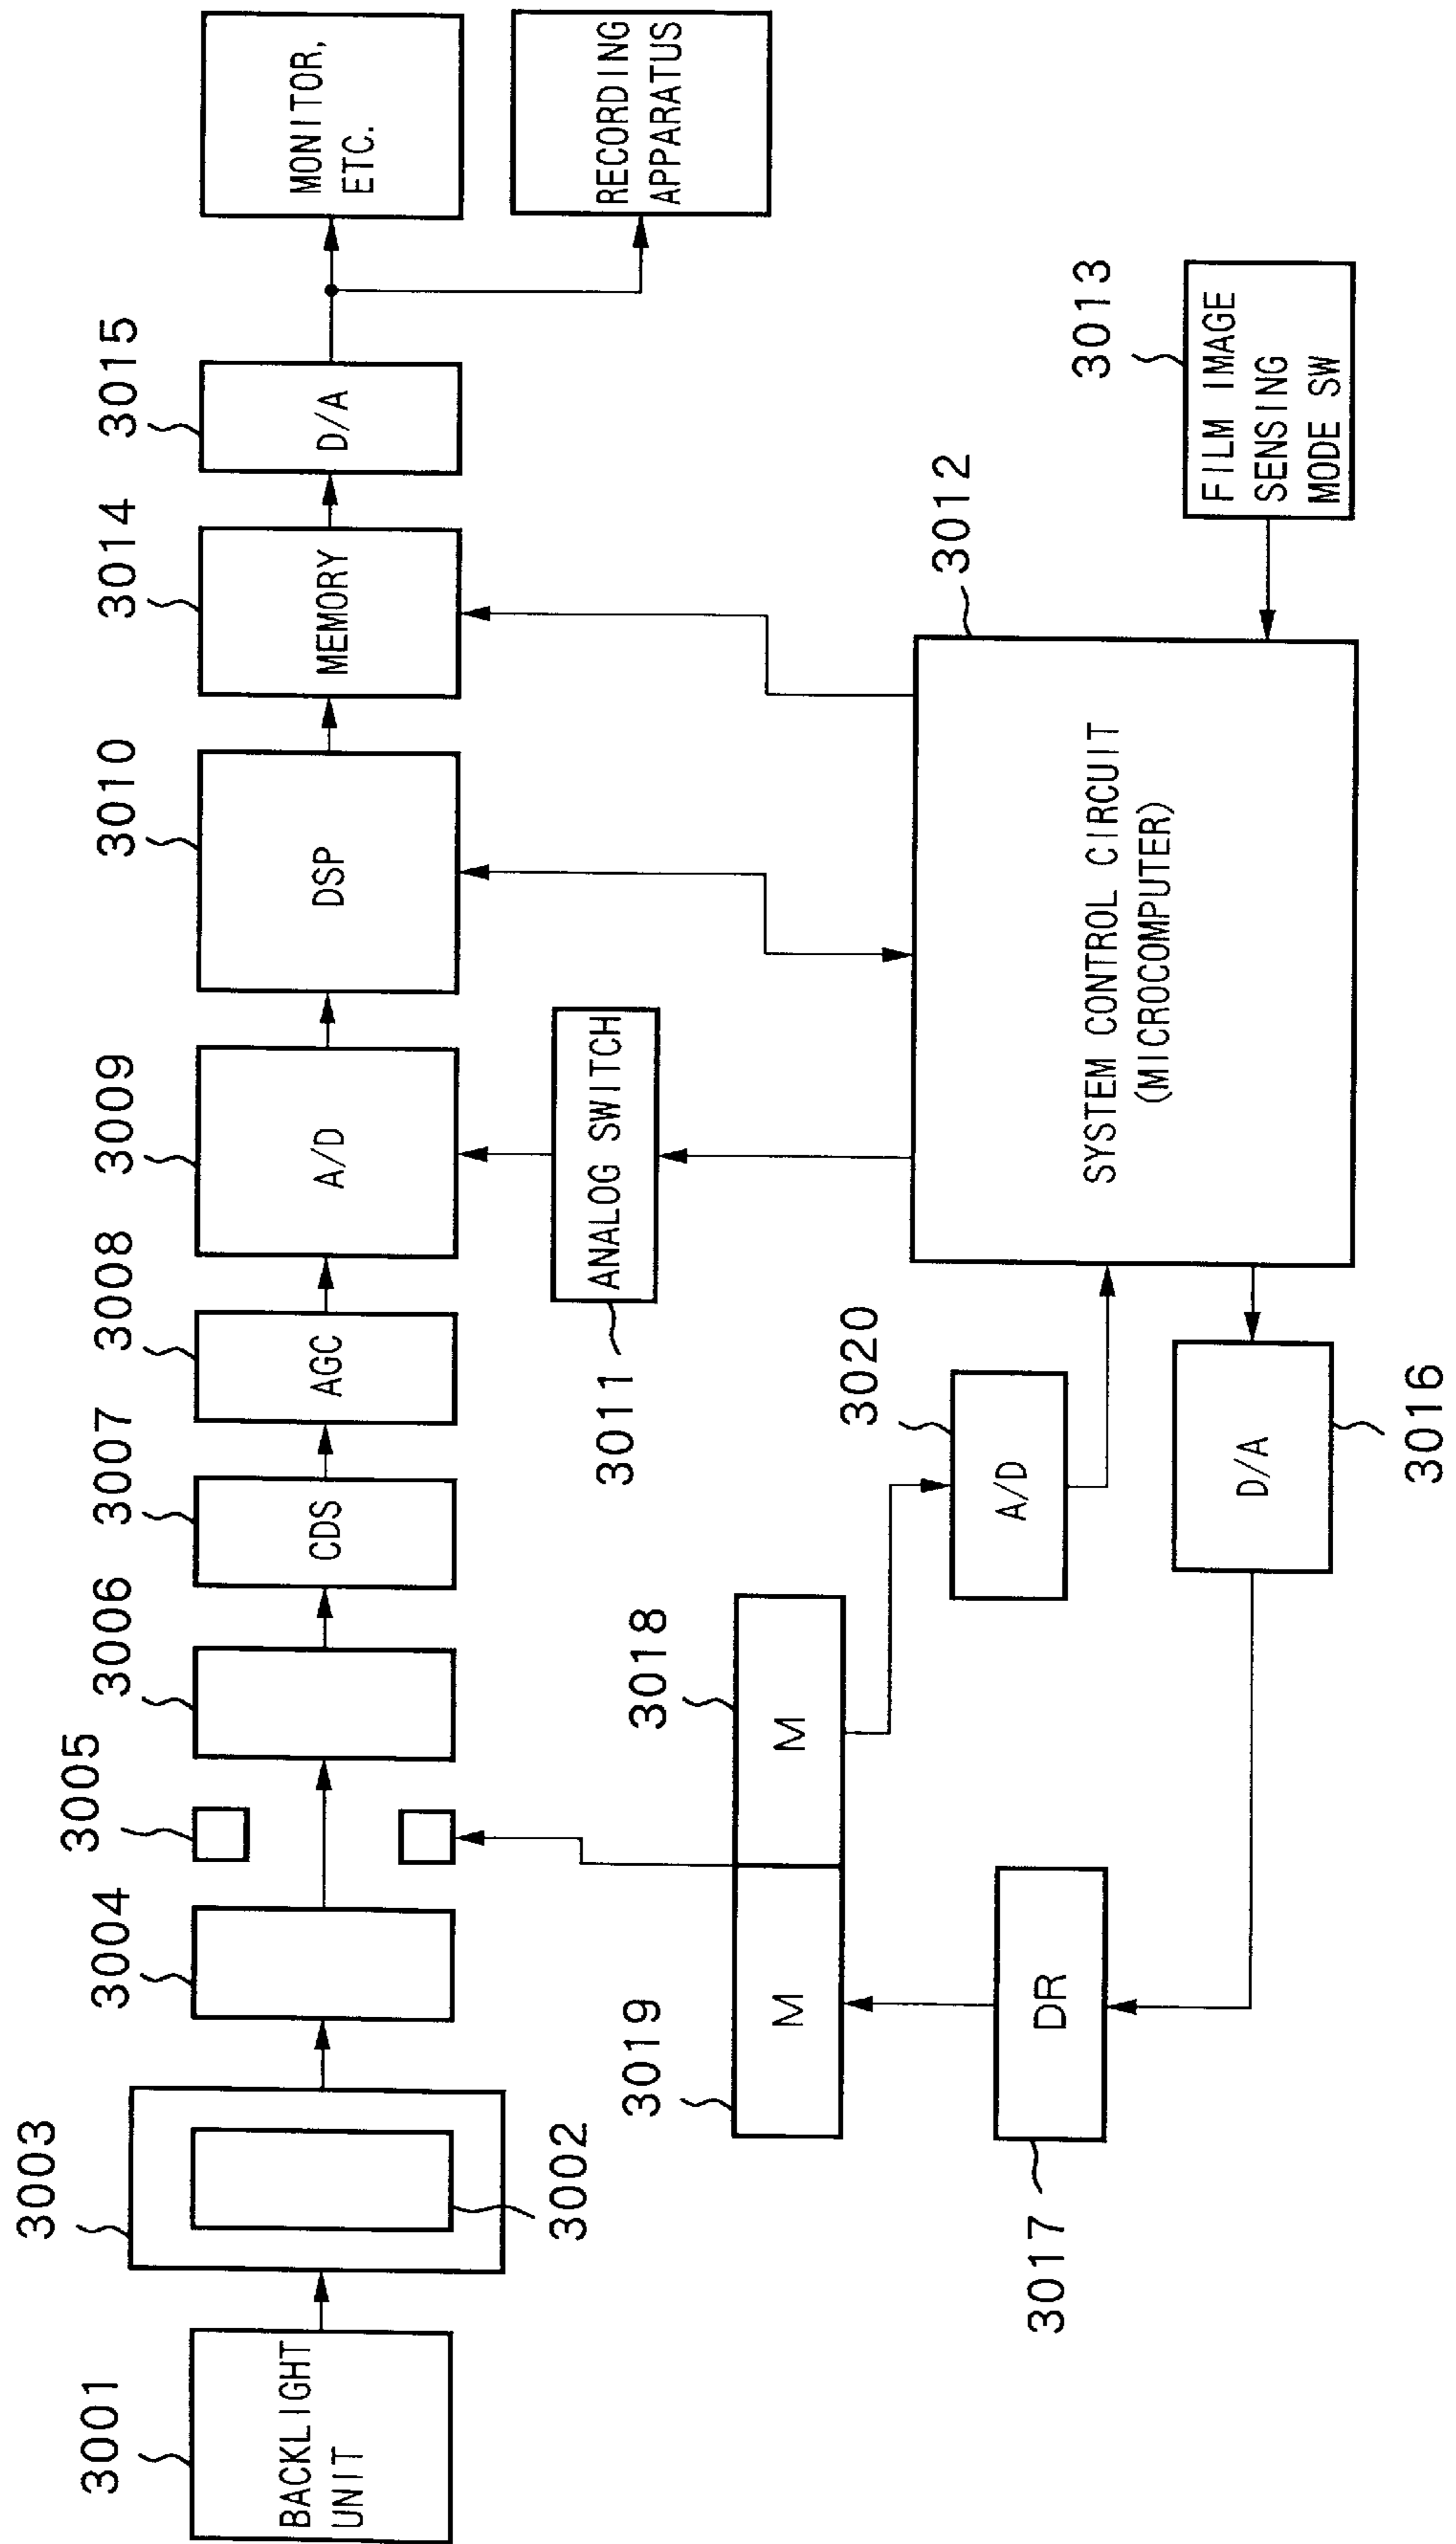 3001
BACKLIGHT
UNIT
3003
3002
3004
3005
3006
3007
CDS
3008
AGC
3009
A/D
3010
DSP
3014
MEMORY
3015
D/A
MONITOR,
ETC.
RECORDING
APPARATUS
3011
ANALOG SWITCH
3019
M
3018
M
3020
A/D
3012
SYSTEM CONTROL CIRCUIT
(MICROCOMPUTER)
3013
FILM IMAGE
SENSING
MODE SW
3017
DR
D/A
3016